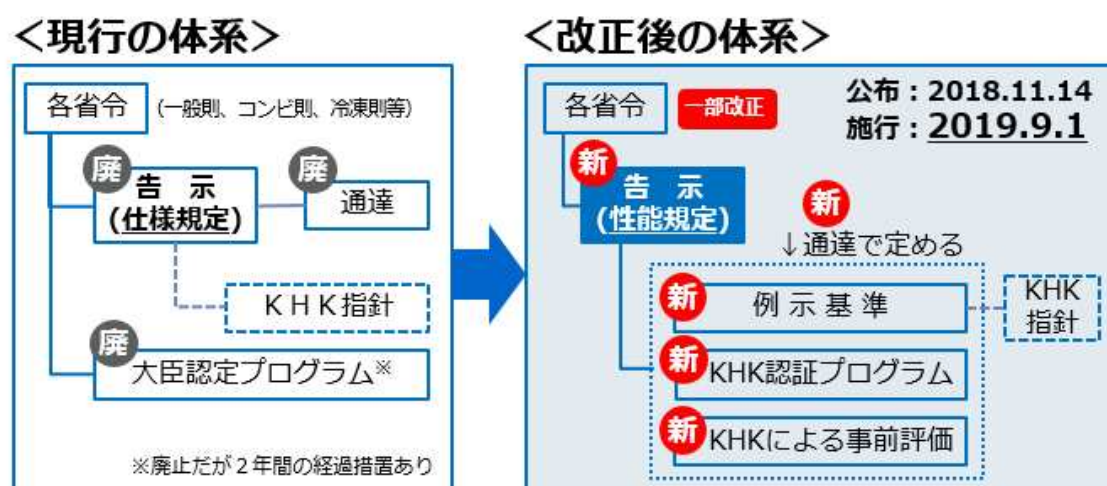 ＜現行の体系＞
各省令 (一般則、コンビ則、冷凍則等)
廃
告 示
(仕様規定)
廃
通達
ＫＨＫ指針
廃
大臣認定プログラム※
※廃止だが２年間の経過措置あり
＜改正後の体系＞
各省令 一部改正
公布：2018.11.14
施行：2019.9.1
新
告 示
(性能規定)
新
↓通達で定める
新
例 示 基 準
KHK
指針
新
KHK認証プログラム
新
KHKによる事前評価